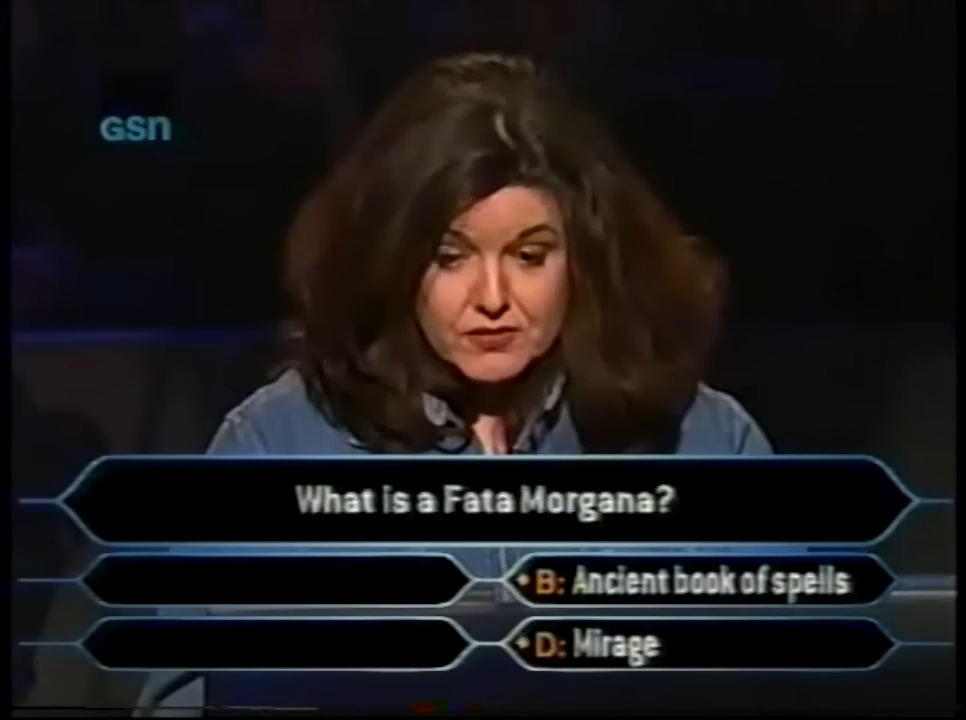 GSN
What is a Fata Morgana?
B: Ancient book of spells
D: Mirage